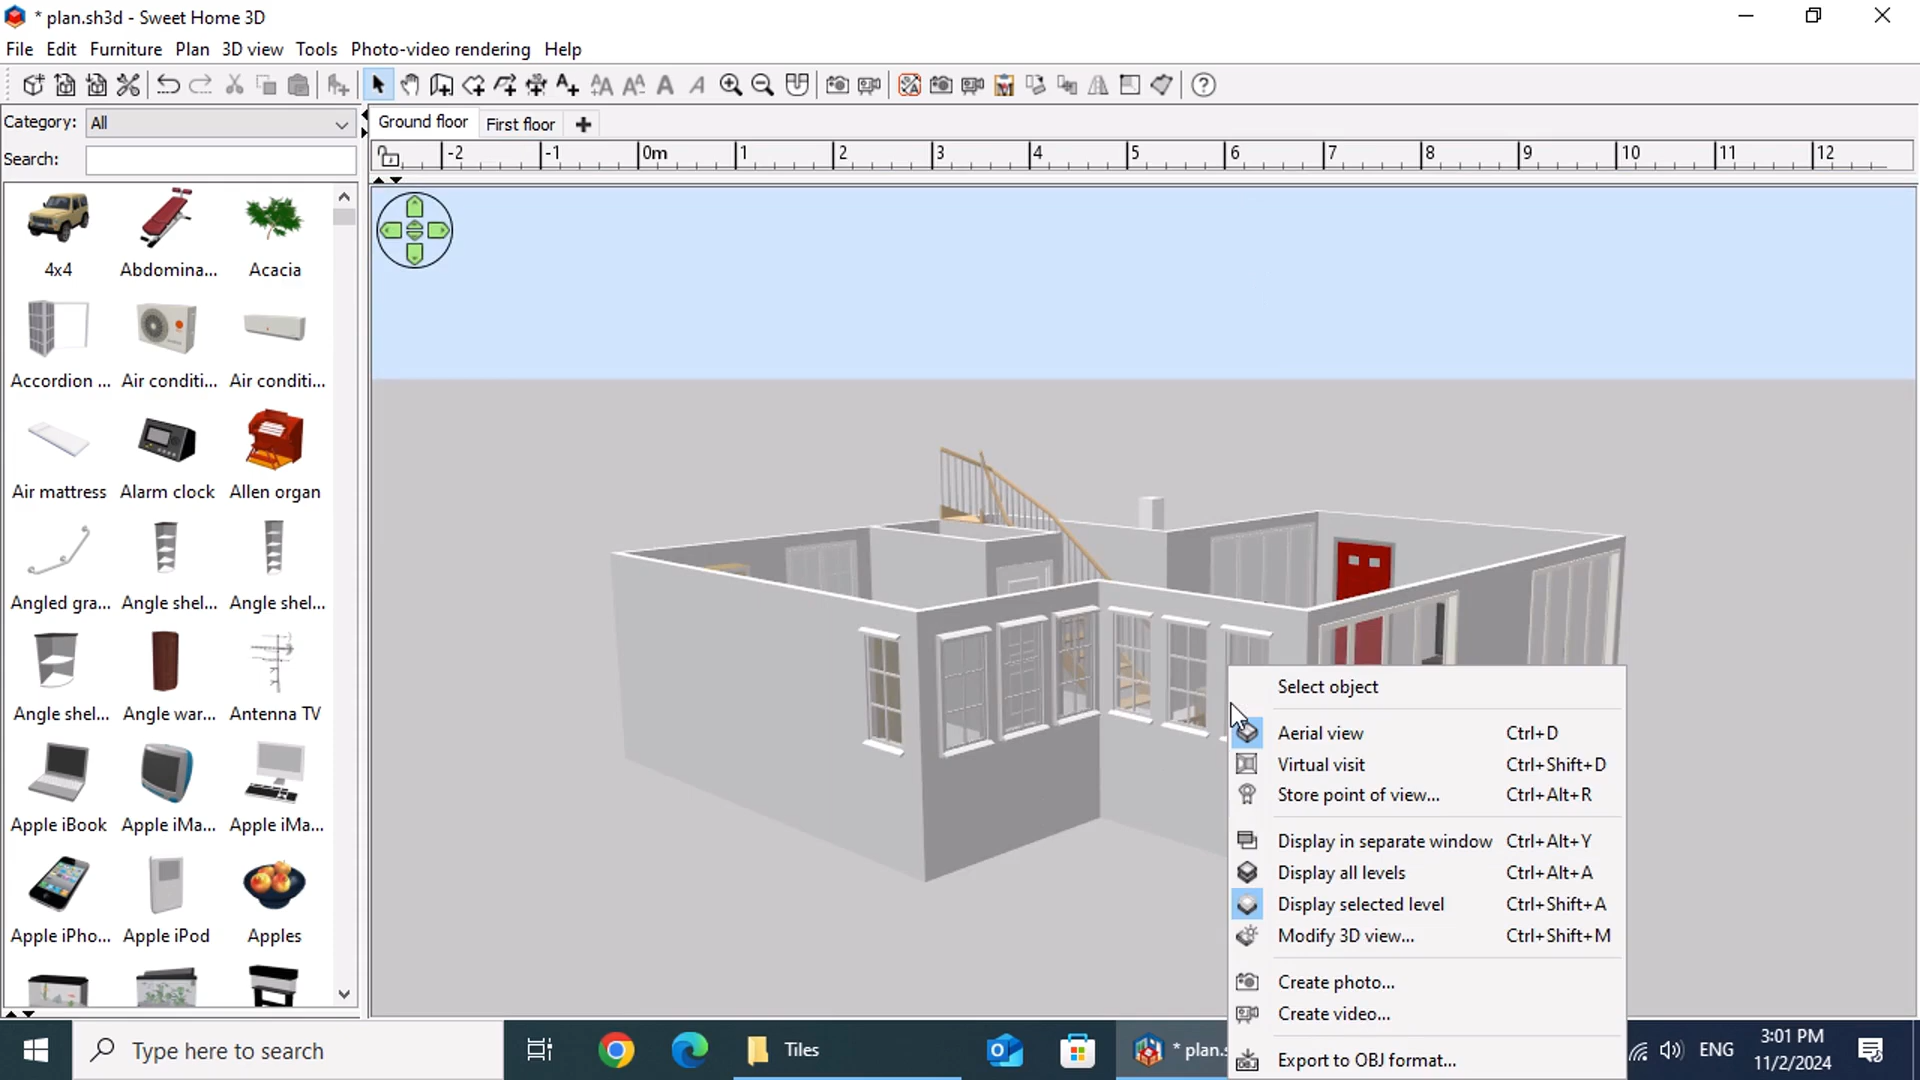 * plan.sh3d - Sweet Home 3D
File Edit Plan Furniture Plan 3D view Tools Photo-video rendering Help
Category: All
Search:
Ground floor First floor
-2 -1 0m 1 2 3 4 5 6 7 8 9 10 11 12
4x4 Abdomina... Acacia
Accordion ... Air conditi... Air conditi...
Air mattress Alarm clock Allen organ
Angled gra... Angle shel... Angle shel...
Angle shel... Angle war... Antenna TV
Apple iBook Apple iMa... Apple iMa...
Apple iPho... Apple iPod Apples
Select object
Aerial view Ctrl+D
Virtual visit Ctrl+Shift+D
Store point of view... Ctrl+Alt+R
Display in separate window Ctrl+Alt+Y
Display all levels Ctrl+Alt+A
Display selected level Ctrl+Shift+A
Modify 3D view... Ctrl+Shift+M
Create photo...
Create video...
Export to OBJ format...
OBJ
Type here to search
Tiles
* plan.s
ENG
3:01 PM
11/2/2024